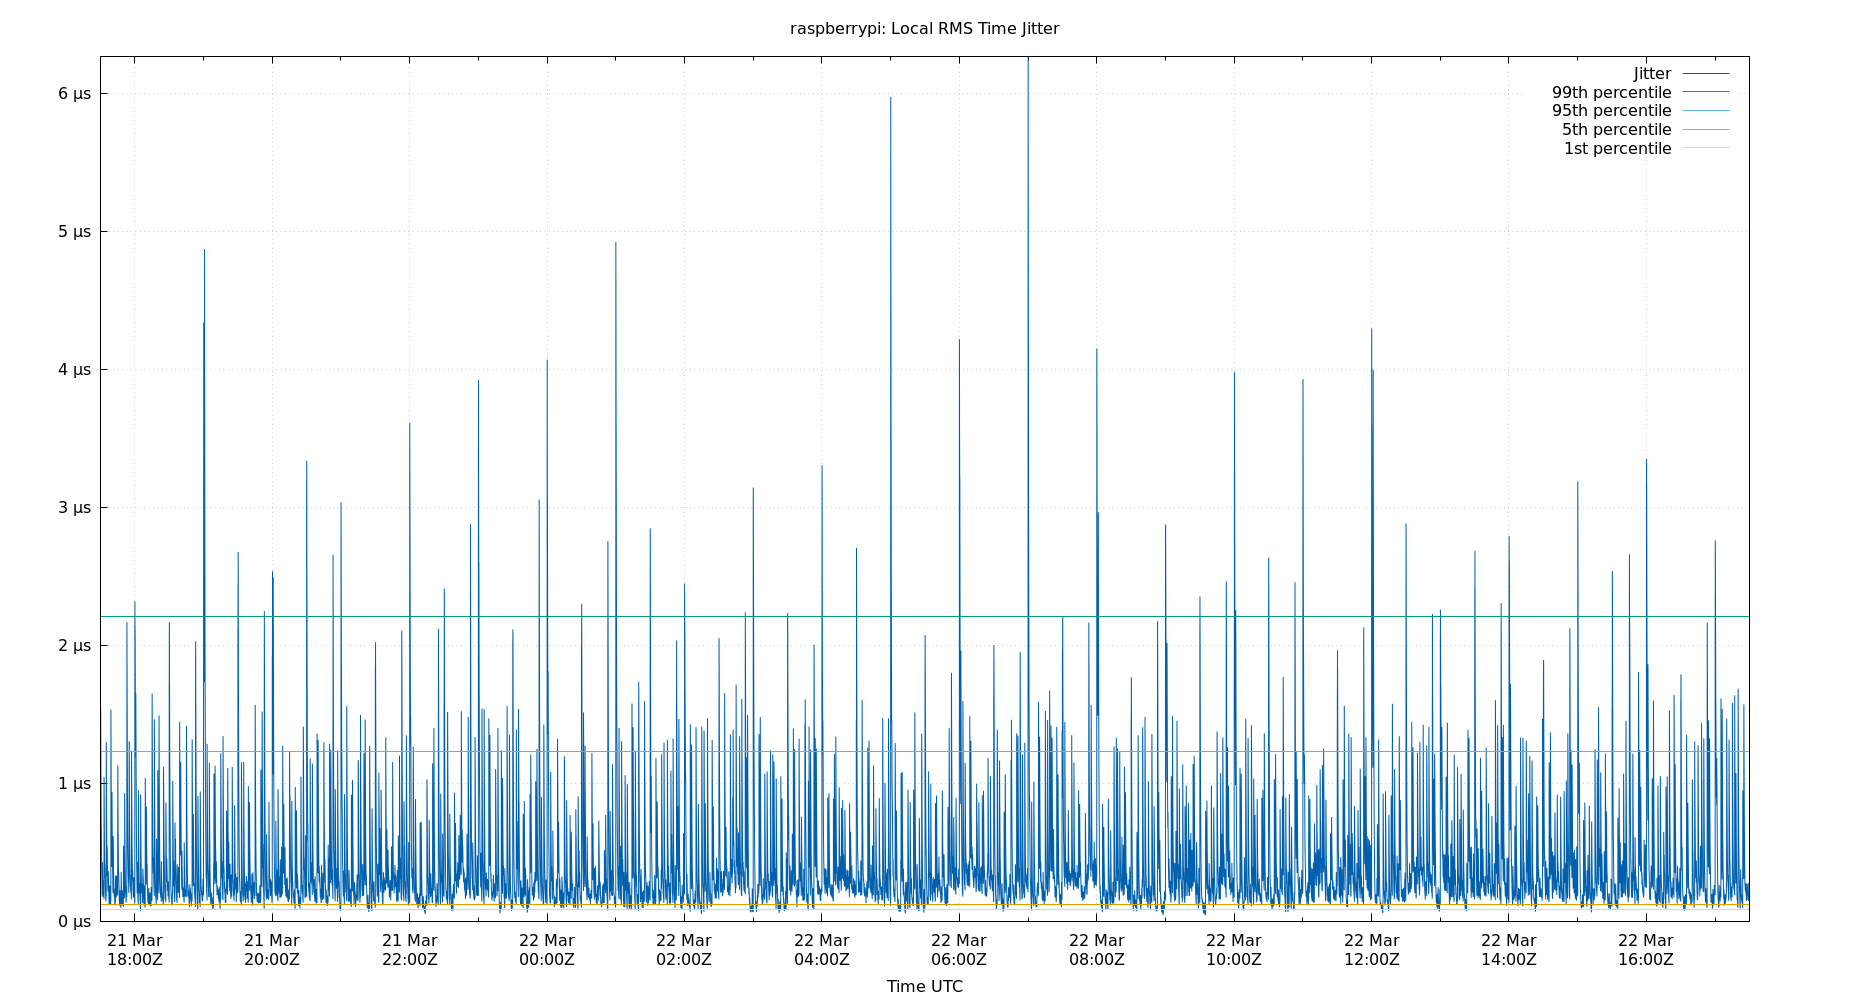 raspberrypi: Local RMS Time Jitter
Jitter
99th percentile
95th percentile
5th percentile
1st percentile
6 µs
5 µs
4 µs
3 µs
2 µs
1 µs
0 µs
21 Mar 21 Mar 21 Mar 22 Mar 22 Mar 22 Mar 22 Mar 22 Mar 22 Mar 22 Mar 22 Mar 22 Mar
18:00Z 20:00Z 22:00Z 00:00Z 02:00Z 04:00Z 06:00Z 08:00Z 10:00Z 12:00Z 14:00Z 16:00Z
Time UTC